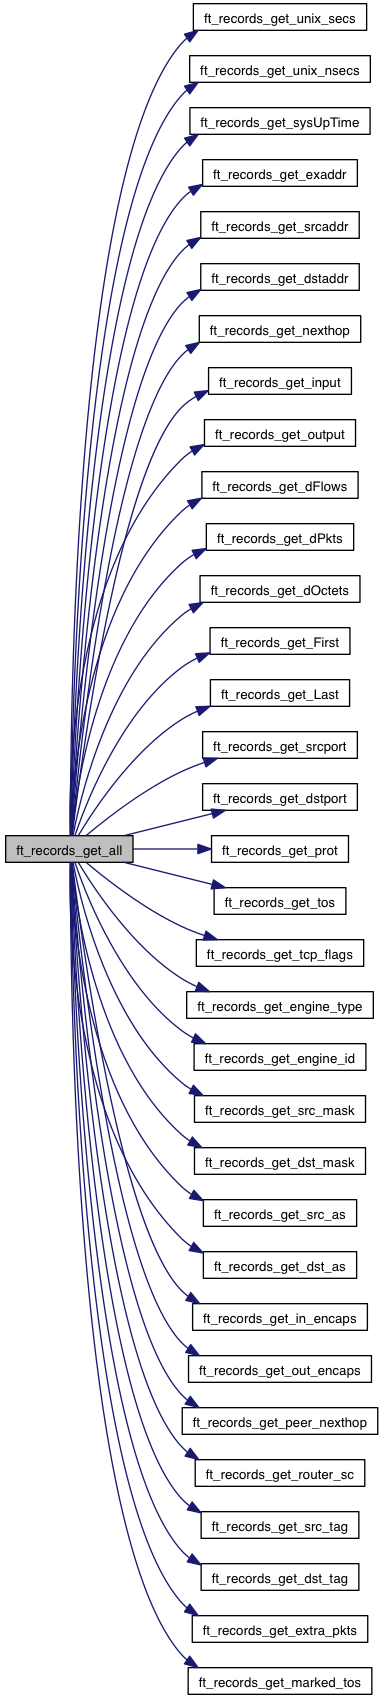 ft_records_get_unix_secs
ft_records_get_unix_nsecs
ft_records_get_sysUpTime
ft_records_get_exaddr
ft_records_get_srcaddr
ft_records_get_dstaddr
ft_records_get_nexthop
ft_records_get_input
ft_records_get_output
ft_records_get_dFlows
ft_records_get_dPkts
ft_records_get_dOctets
ft_records_get_First
ft_records_get_Last
ft_records_get_srcport
ft_records_get_dstport
ft_records_get_all
ft_records_get_prot
ft_records_get_tos
ft_records_get_tcp_flags
ft_records_get_engine_type
ft_records_get_engine_id
ft_records_get_src_mask
ft_records_get_dst_mask
ft_records_get_src_as
ft_records_get_dst_as
ft_records_get_in_encaps
ft_records_get_out_encaps
ft_records_get_peer_nexthop
ft_records_get_router_sc
ft_records_get_src_tag
ft_records_get_dst_tag
ft_records_get_extra_pkts
ft_records_get_marked_tos